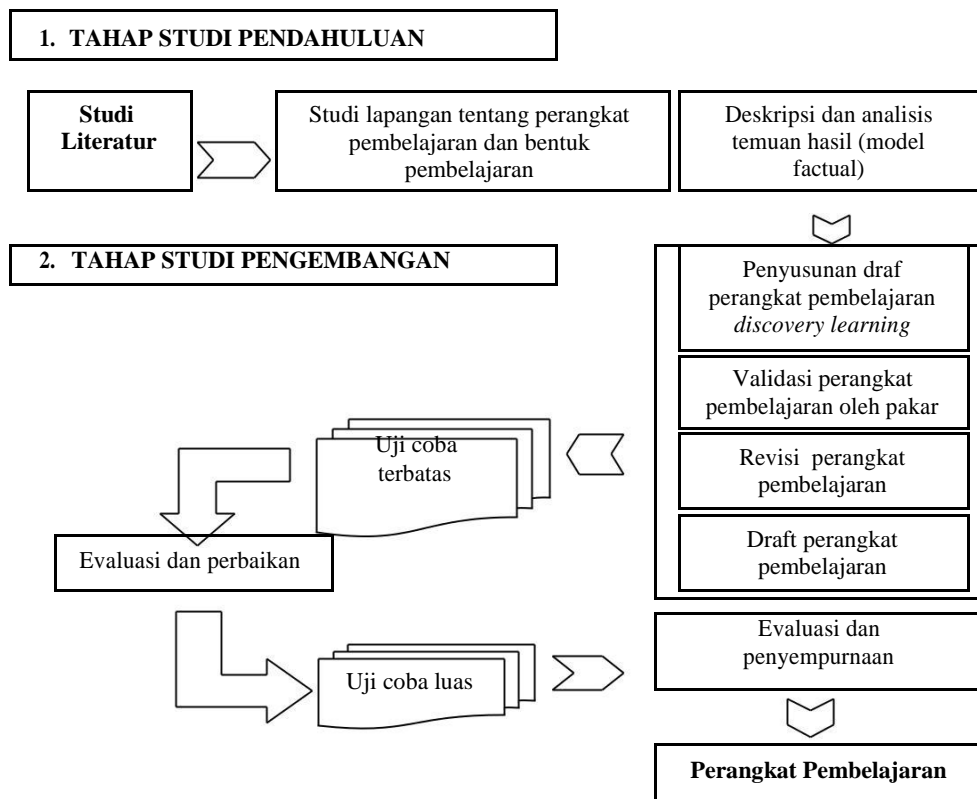 1. TAHAP STUDI PENDAHULUAN
Studi
Literatur
Studi lapangan tentang perangkat
pembelajaran dan bentuk
pembelajaran
Deskripsi dan analisis
temuan hasil (model
factual)
2. TAHAP STUDI PENGEMBANGAN
Penyusunan draf
perangkat pembelajaran
discovery learning
Validasi perangkat
pembelajaran oleh pakar
Revisi perangkat
pembelajaran
Draft perangkat
pembelajaran
Uji coba
terbatas
Evaluasi dan perbaikan
Uji coba luas
Evaluasi dan
penyempurnaan
Perangkat Pembelajaran